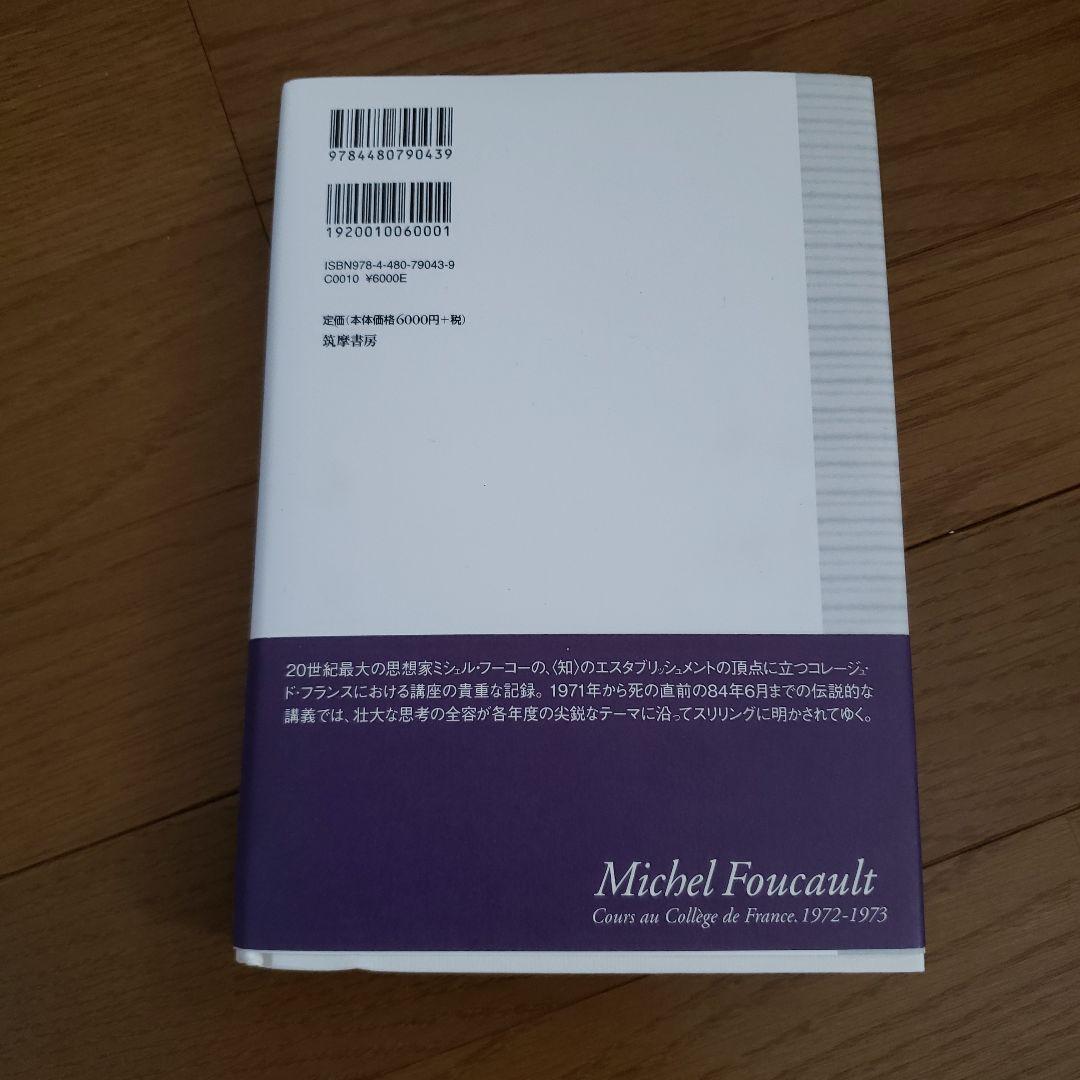 9784480790439
1920010060001
ISBN978-4-480-79043-9
C0010 ¥6000E
定価(本体価格6000円+税)
筑摩書房
20世紀最大の思想家ミシェル・フーコーの、〈知〉のエスタブリッシュメントの頂点に立つコレージュ・
ド・フランスにおける講座の貴重な記録。1971年から死の直前の84年6月までの伝説的な
講義では、壮大な思考の全容が各年度の尖鋭なテーマに沿ってスリリングに明かされてゆく。
Michel Foucault
Cours au Collège de France. 1972-1973